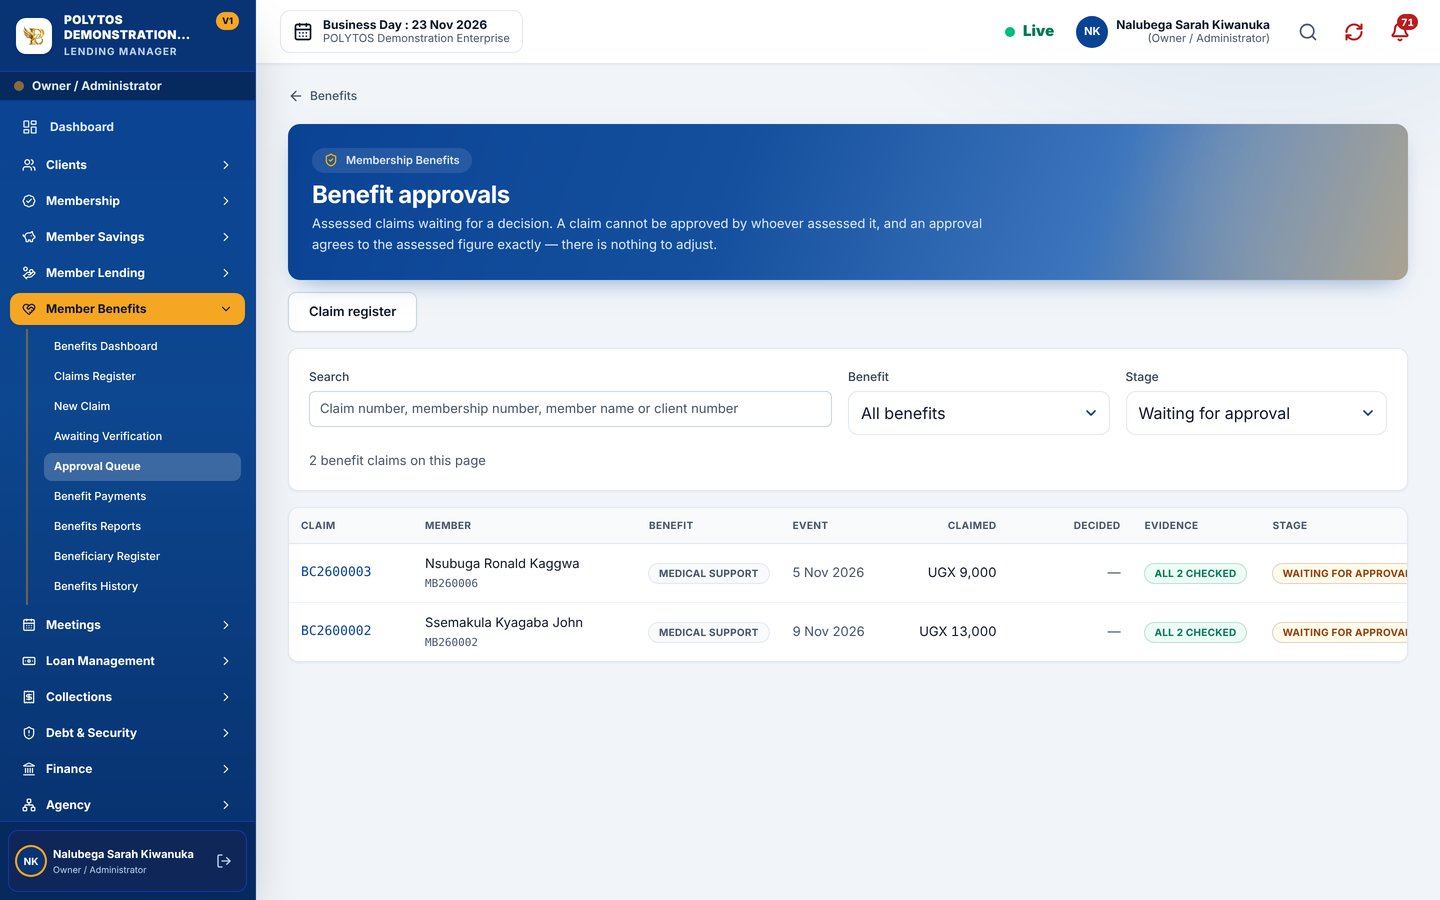 POLYTOS
DEMONSTRATION...
LENDING MANAGER
V1
Owner / Administrator
Dashboard
Clients
Membership
Member Savings
Member Lending
Member Benefits
Benefits Dashboard
Claims Register
New Claim
Awaiting Verification
Approval Queue
Benefit Payments
Benefits Reports
Beneficiary Register
Benefits History
Meetings
Loan Management
Collections
Debt & Security
Finance
Agency
NK
Nalubega Sarah Kiwanuka
Owner / Administrator
Business Day : 23 Nov 2026
POLYTOS Demonstration Enterprise
Live
NK
Nalubega Sarah Kiwanuka
(Owner / Administrator)
71
Benefits
Membership Benefits
Benefit approvals
Assessed claims waiting for a decision. A claim cannot be approved by whoever assessed it, and an approval
agrees to the assessed figure exactly — there is nothing to adjust.
Claim register
Search
Claim number, membership number, member name or client number
Benefit
All benefits
Stage
Waiting for approval
2 benefit claims on this page
CLAIM MEMBER BENEFIT EVENT CLAIMED DECIDED EVIDENCE STAGE
BC2600003 Nsubuga Ronald Kaggwa MEDICAL SUPPORT 5 Nov 2026 UGX 9,000 — ALL 2 CHECKED WAITING FOR APPROVAL
MB260006
BC2600002 Ssemakula Kyagaba John MEDICAL SUPPORT 9 Nov 2026 UGX 13,000 — ALL 2 CHECKED WAITING FOR APPROVAL
MB260002